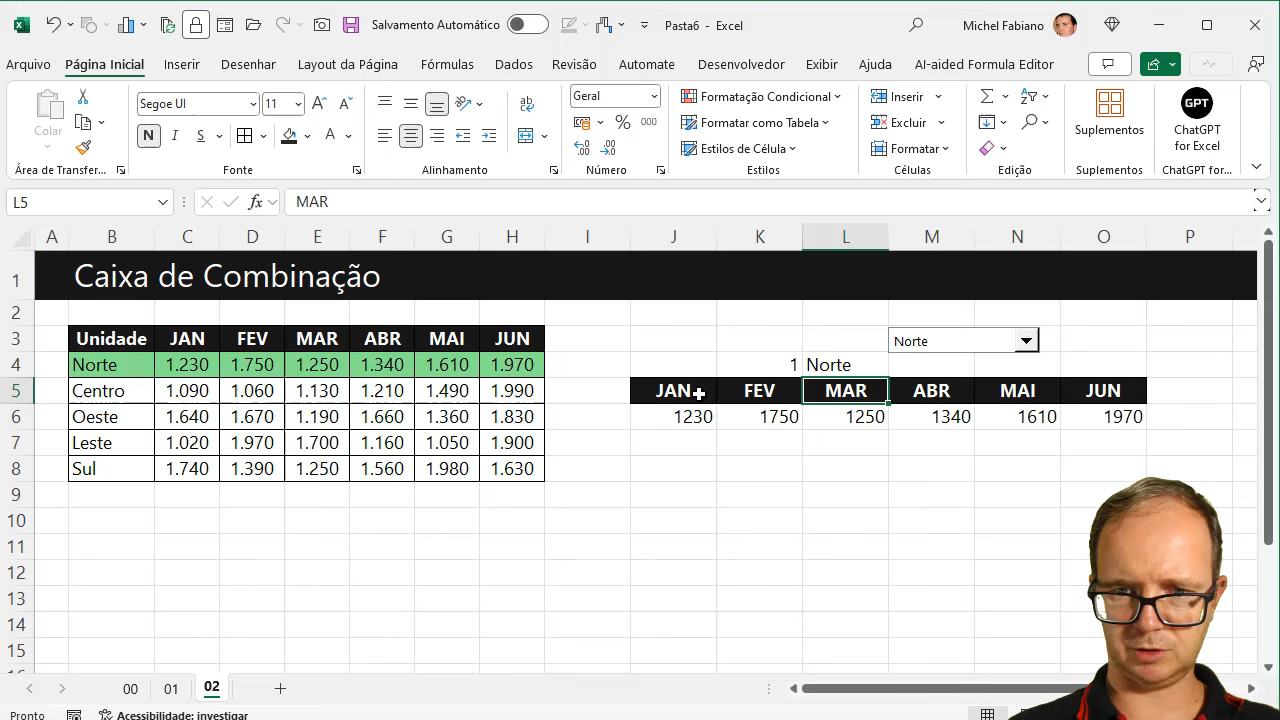 Salvamento Automático
Pasta6 - Excel
Michel Fabiano
Arquivo Página Inicial Inserir Desenhar Layout da Página Fórmulas Dados Revisão Automate Desenvolvedor Exibir Ajuda AI-aided Formula Editor
Colar
Área de Transfer...
Segoe UI 11
N I S A A A
Fonte
ab
Alinhamento
Geral
% 000
Número
Formatação Condicional
Formatar como Tabela
Estilos de Célula
Estilos
Inserir
Excluir
Formatar
Células
Edição
Suplementos
Suplementos
GPT
ChatGPT
for Excel
ChatGPT for...
L5 fx MAR
A B C D E F G H I J K L M N O P
1 Caixa de Combinação
2
3 Unidade JAN FEV MAR ABR MAI JUN Norte
4 Norte 1.230 1.750 1.250 1.340 1.610 1.970 1 Norte
5 Centro 1.090 1.060 1.130 1.210 1.490 1.990 JAN FEV MAR ABR MAI JUN
6 Oeste 1.640 1.670 1.190 1.660 1.360 1.830 1230 1750 1250 1340 1610 1970
7 Leste 1.020 1.970 1.700 1.160 1.050 1.900
8 Sul 1.740 1.390 1.250 1.560 1.980 1.630
9
10
11
12
13
14
15
00 01 02
Pronto Acessibilidade: investigar